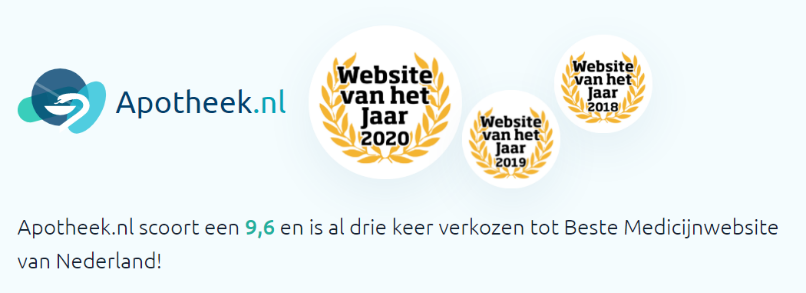 Apotheek.nl
Website
van het
Jaar
2020
Website
van het
Jaar
2019
Website
van het
Jaar
2018
Apotheek.nl scoort een 9,6 en is al drie keer verkozen tot Beste Medicijnwebsite
van Nederland!